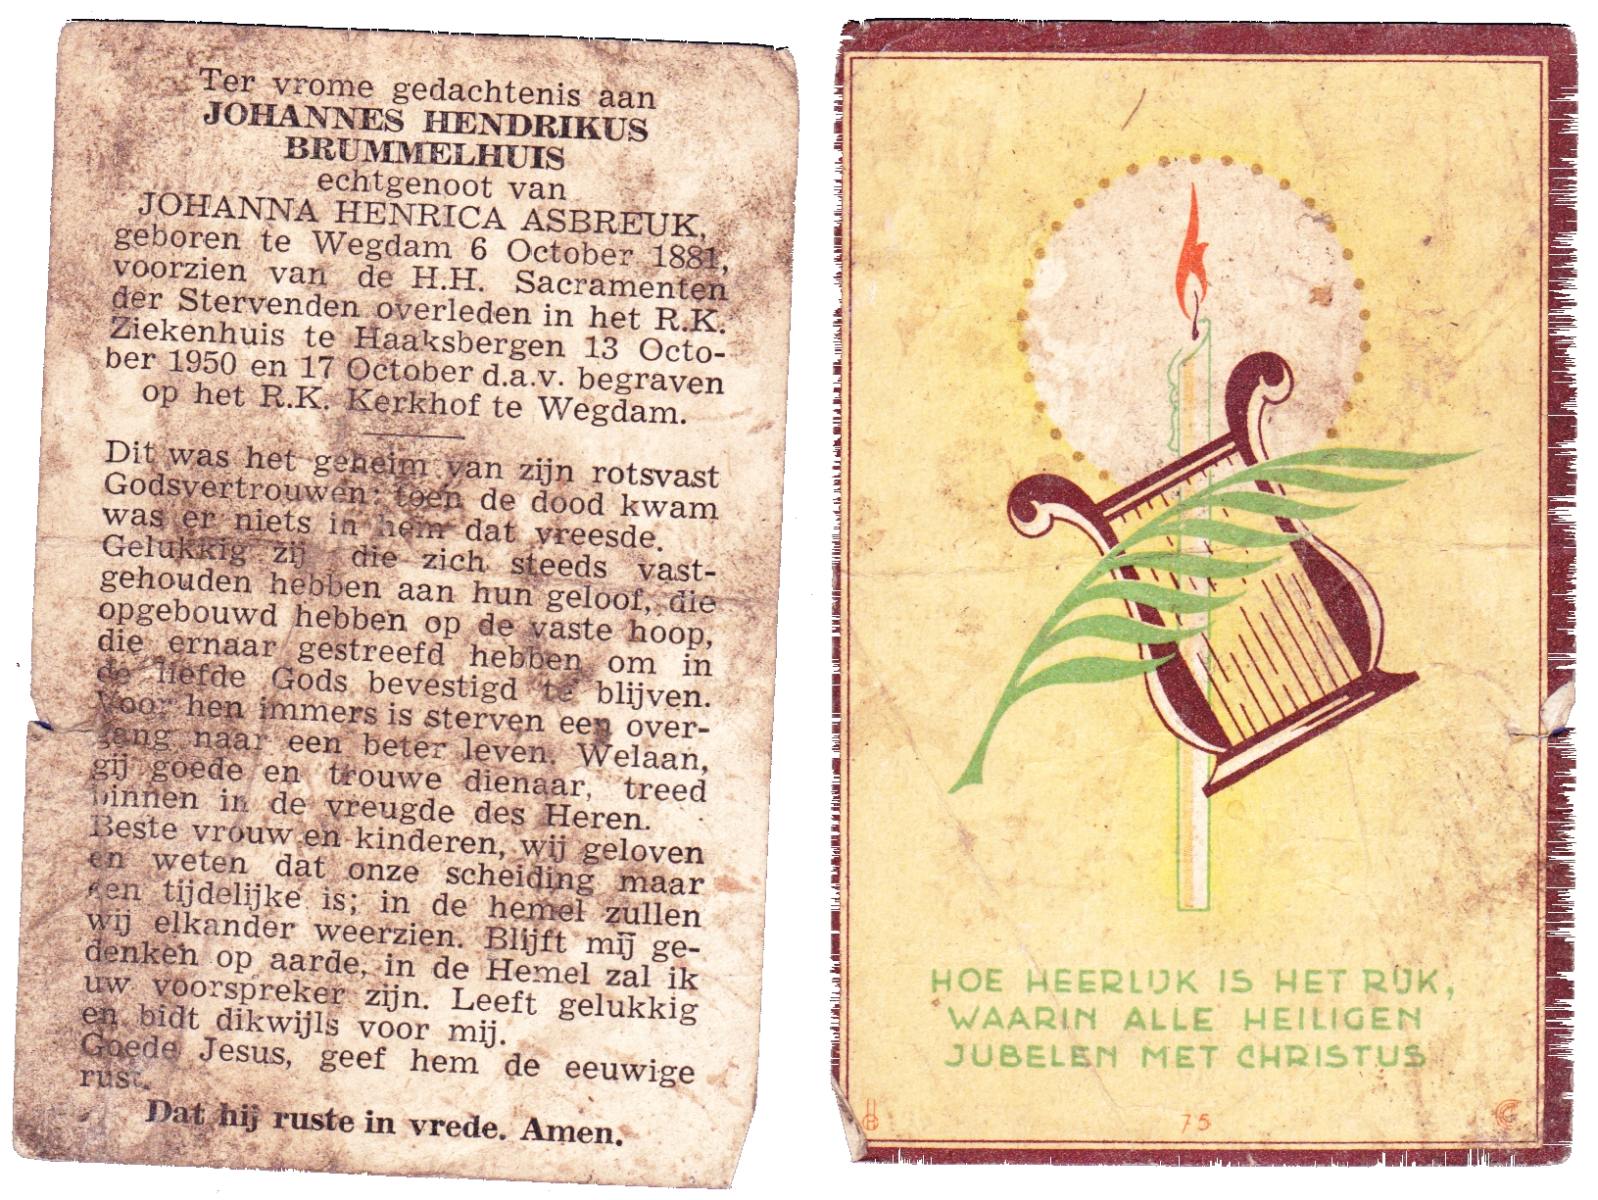 Ter vrome gedachtenis aan
JOHANNES HENDRIKUS
BRUMMELHUIS
echtgenoot van
JOHANNA HENRICA ASBREUK,
geboren te Wegdam 6 October 1881,
voorzien van de H.H. Sacramenten
der Stervenden overleden in het R.K.
Ziekenhuis te Haaksbergen 13 Octo-
ber 1950 en 17 October d.a.v. begraven
op het R.K. Kerkhof te Wegdam.
Dit was het geheim van zijn rotsvast
Godsvertrouwen: toen de dood kwam
was er niets in hem dat vreesde.
Gelukkig zij die zich steeds vast-
gehouden hebben aan hun geloof, die
opgebouwd hebben op de vaste hoop,
die ernaar gestreefd hebben om in
de liefde Gods bevestigd te blijven.
Voor hen immers is sterven een over-
gang naar een beter leven. Welaan,
gij goede en trouwe dienaar, treed
binnen in de vreugde des Heren.
Beste vrouw en kinderen, wij geloven
en weten dat onze scheiding maar
een tijdelijke is; in de hemel zullen
wij elkander weerzien. Blijft mij ge-
denken op aarde, in de Hemel zal ik
uw voorspreker zijn. Leeft gelukkig
en bidt dikwijls voor mij.
Goede Jesus, geef hem de eeuwige
rust.
Dat hij ruste in vrede. Amen.
HOE HEERLIJK IS HET RIJK,
WAARIN ALLE HEILIGEN
JUBELEN MET CHRISTUS
75